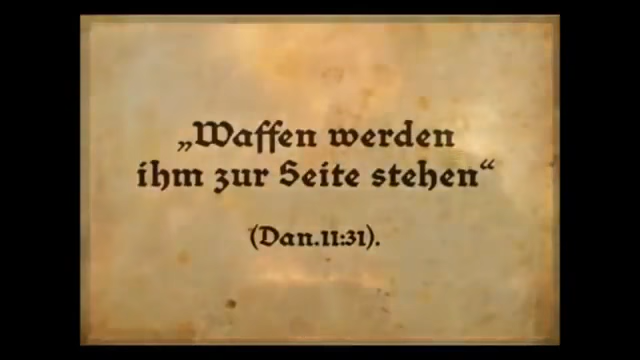 „Waffen werden
ihm zur Seite stehen“
(Dan.11:31).